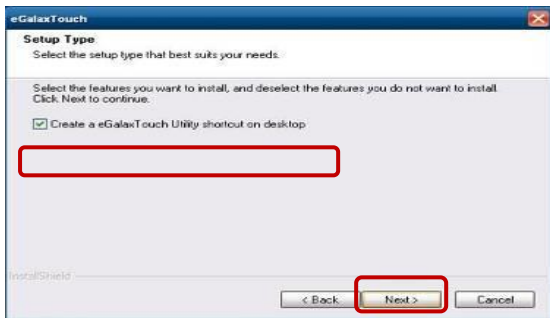 eGalaxTouch
Setup Type
Select the setup type that best suits your needs.
Select the features you want to install, and deselect the features you do not want to install.
Click Next to continue.
Create a eGalaxTouch Utility shortcut on desktop
InstallShield
< Back
Next >
Cancel